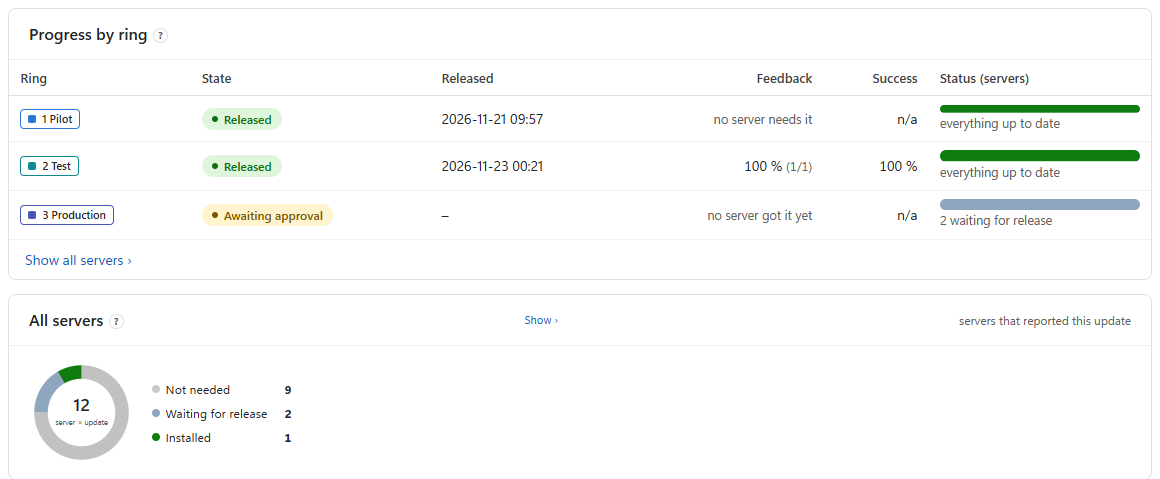 Progress by ring ?
Ring State Released Feedback Success Status (servers)
1 Pilot Released 2026-11-21 09:57 no server needs it n/a everything up to date
2 Test Released 2026-11-23 00:21 100 % (1/1) 100 % everything up to date
3 Production Awaiting approval – no server got it yet n/a 2 waiting for release
Show all servers ›
All servers ? Show › servers that reported this update
12
server × update
Not needed 9
Waiting for release 2
Installed 1